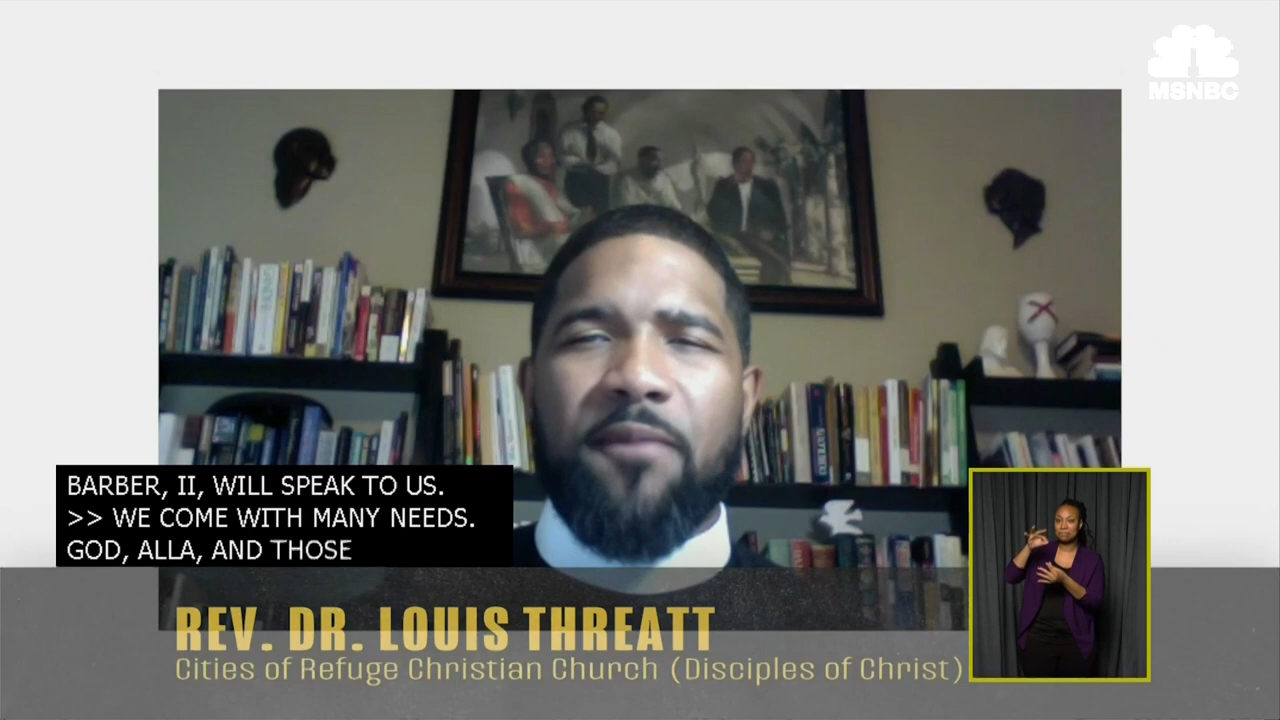 MSNBC
BARBER, II, WILL SPEAK TO US.
>> WE COME WITH MANY NEEDS.
GOD, ALLA, AND THOSE
REV. DR. LOUIS THREATT
Cities of Refuge Christian Church (Disciples of Christ)